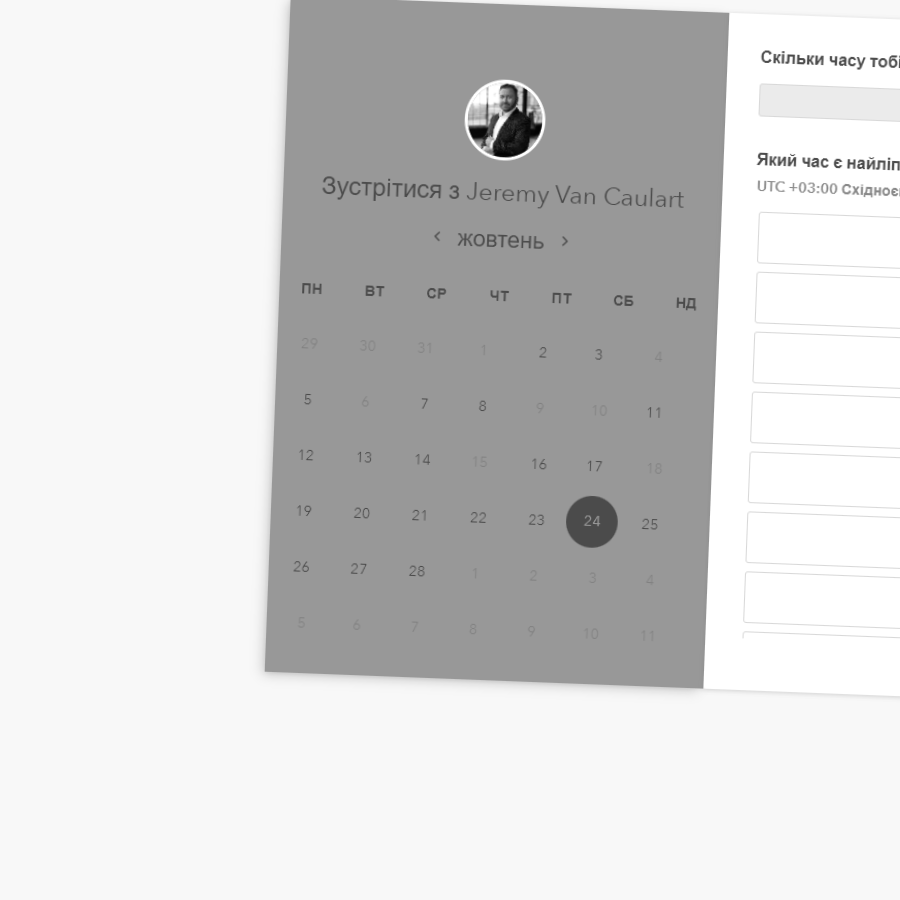 Зустрітися з Jeremy Van Caulart
жовтень
ПН ВТ СР ЧТ ПТ СБ НД
29 30 31 1 2 3 4
5 6 7 8 9 10 11
12 13 14 15 16 17 18
19 20 21 22 23 24 25
26 27 28 1 2 3 4
5 6 7 8 9 10 11
Скільки часу тобі
Який час є найліп
UTC +03:00 Східноє